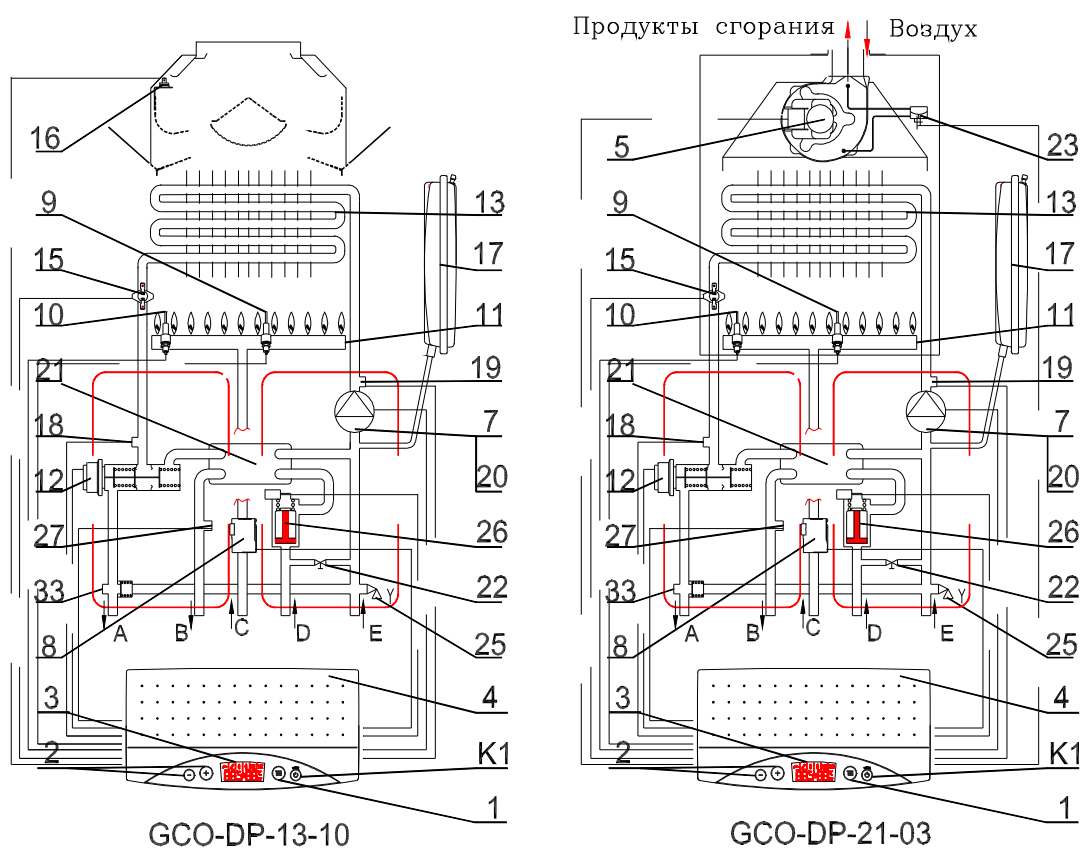 Продукты сгорания Воздух
16 5 23
9 13 9 13
15 17 15 17
10 11 10 11
21 19 21 19
18 7 18 7
12 20 12 20
27 26 27 26
33 22 33 22
A B C D E Y A B C D E Y
8 25 8 25
3 4 3 4
2 K1 2 K1
1 1
GCO-DP-13-10 GCO-DP-21-03